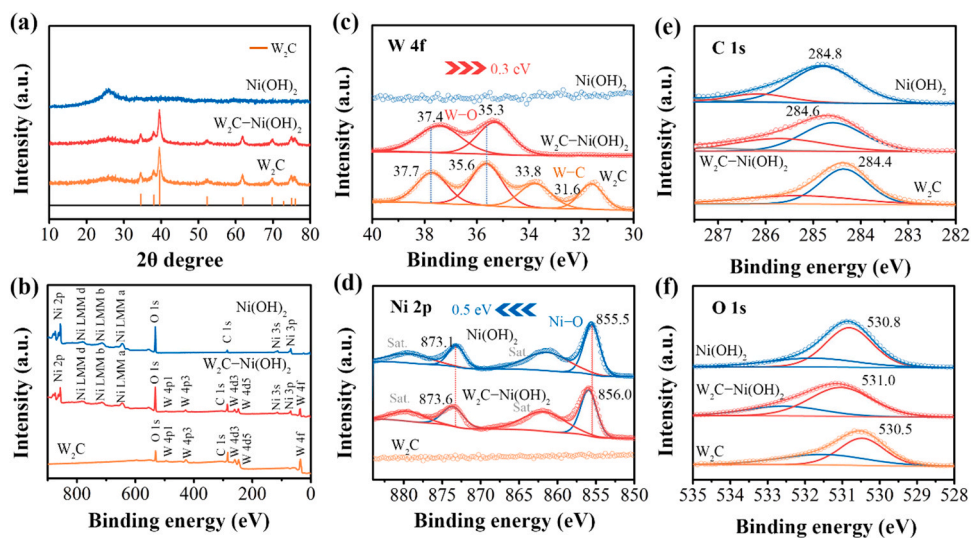 (a)
W₂C
Ni(OH)₂
W₂C−Ni(OH)₂
W₂C
Intensity (a.u.)
10 20 30 40 50 60 70 80
2θ degree
(b)
Ni 2p
Ni LMM d
Ni LMM b
Ni LMM a
O 1s
Ni(OH)₂
C 1s
Ni 3s
Ni 3p
W₂C−Ni(OH)₂
Ni 2p
Ni LMM d
Ni LMM b
Ni LMM a
O 1s
W 4p1
W 4p3
C 1s
W 4d3
W 4d5
Ni 3s
Ni 3p
W 4f
W₂C
O 1s
W 4p1
W 4p3
C 1s
W 4d3
W 4d5
W 4f
Intensity (a.u.)
800 600 400 200 0
Binding energy (eV)
(c)
W 4f
0.3 eV
Ni(OH)₂
37.4
W−O
35.3
W₂C−Ni(OH)₂
37.7
35.6
W−C
33.8
31.6
W₂C
Intensity (a.u.)
40 38 36 34 32 30
Binding energy (eV)
(d)
Ni 2p
0.5 eV
Ni−O
855.5
Sat.
873.1
Ni(OH)₂
Sat.
Sat.
873.6
W₂C−Ni(OH)₂
Sat.
856.0
W₂C
Intensity (a.u.)
880 870 860 850
Binding energy (eV)
(e)
C 1s
284.8
Ni(OH)₂
284.6
W₂C−Ni(OH)₂
284.4
W₂C
Intensity (a.u.)
287 286 285 284 283 282
Binding energy (eV)
(f)
O 1s
530.8
Ni(OH)₂
531.0
W₂C−Ni(OH)₂
530.5
W₂C
Intensity (a.u.)
535 534 533 532 531 530 529 528
Binding energy (eV)